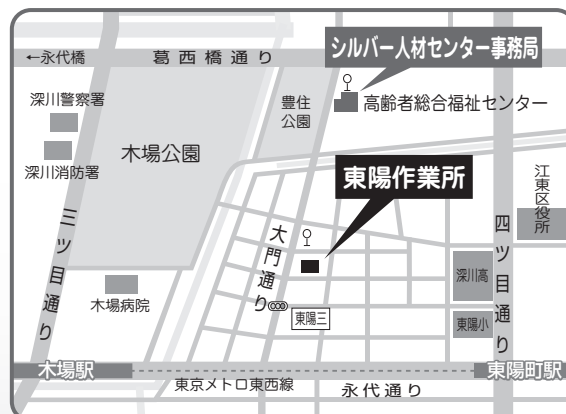 シルバー人材センター事務局
←永代橋
葛西橋通り
深川警察署
豊住
公園
高齢者総合福祉センター
木場公園
深川消防署
東陽作業所
江東区
役所
三ツ目通り
大門通り
四ツ目通り
深川高
木場病院
東陽三
東陽小
木場駅
東陽町駅
東京メトロ東西線
永代通り